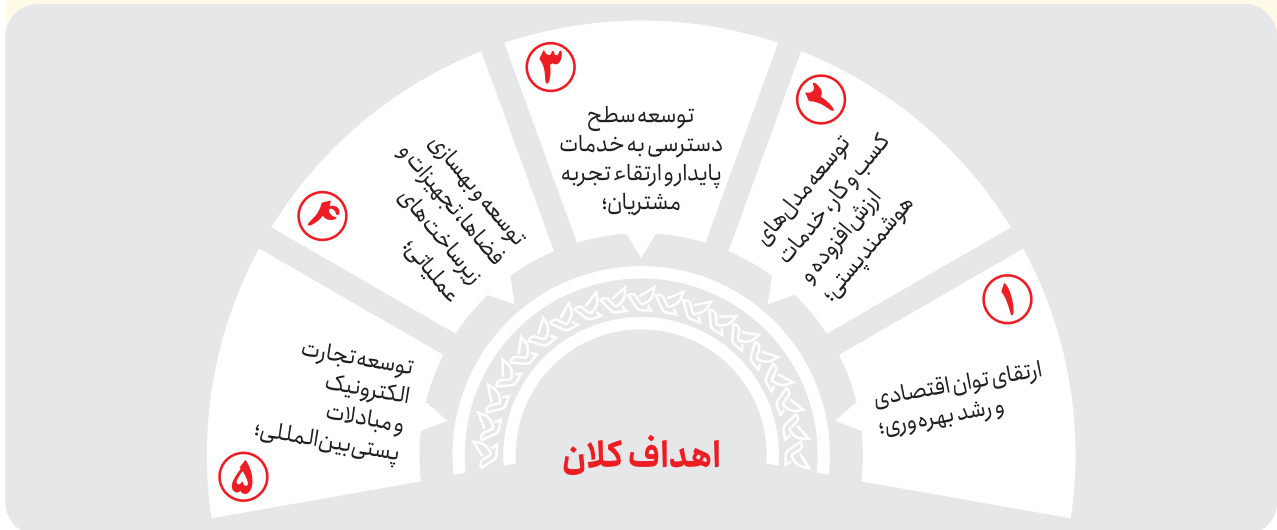 ۱
ارتقای توان اقتصادی
و رشد بهره‌وری؛
۲
توسعه مدل‌های
کسب و کار، خدمات
ارزش‌افزوده و
هوشمند پستی؛
۳
توسعه سطح
دسترسی به خدمات
پایدار و ارتقاء تجربه
مشتریان؛
۴
توسعه و بهسازی
فضاها، تجهیزات و
زیرساخت‌های
عملیاتی؛
۵
توسعه تجارت
الکترونیک
و مبادلات
پستی بین‌المللی؛
اهداف کلان